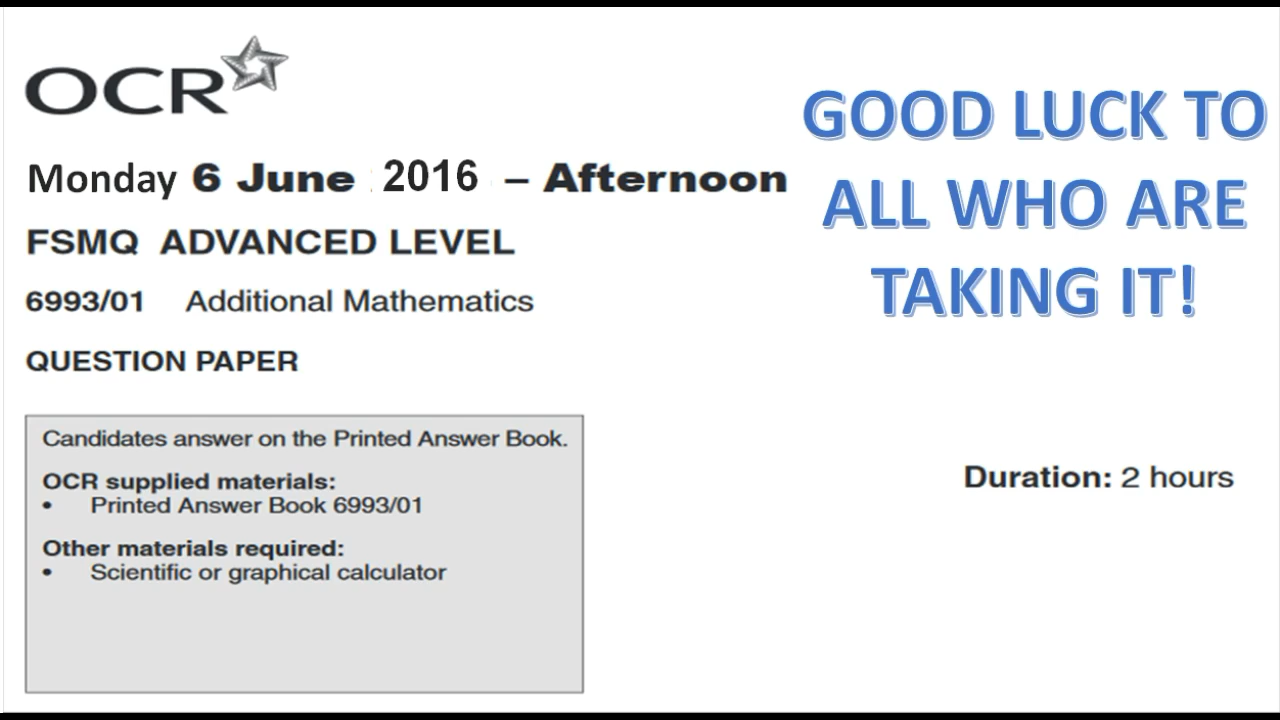 OCR
Monday 6 June 2016 – Afternoon
FSMQ ADVANCED LEVEL
6993/01 Additional Mathematics
QUESTION PAPER
Candidates answer on the Printed Answer Book.
OCR supplied materials:
• Printed Answer Book 6993/01
Other materials required:
• Scientific or graphical calculator
GOOD LUCK TO
ALL WHO ARE
TAKING IT!
Duration: 2 hours